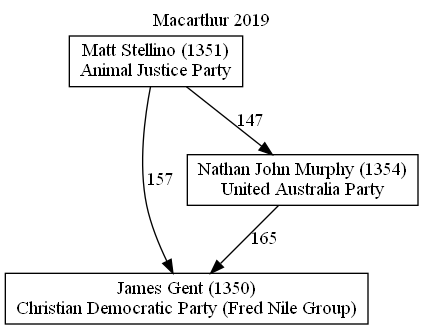 Macarthur 2019
Matt Stellino (1351)
Animal Justice Party
147
Nathan John Murphy (1354)
United Australia Party
157
165
James Gent (1350)
Christian Democratic Party (Fred Nile Group)